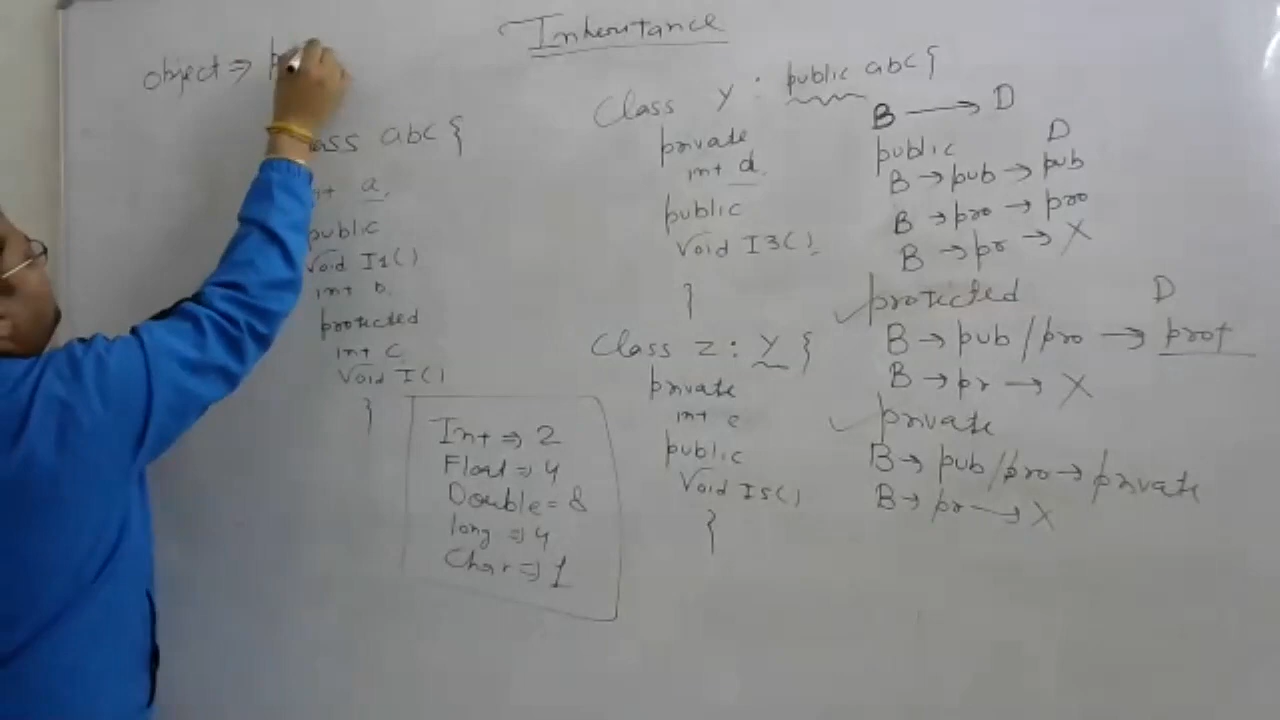 Inheritance
object ⇒
ass abc {
a,
public
void I1()
int b,
protected
int c
void I()
}
Int ⇒ 2
Float ⇒ 4
Double = 8
long ⇒ 4
Char ⇒ 1
Class Y : public abc {
private
int d,
public
void I3()
}
Class Z : Y {
private
int e
public
void I5()
}
B → D
public D
B → pub → pub
B → pro → pro
B → pr → X
✓ protected D
B → pub/pro → prot
B → pr → X
✓ private
B → pub/pro → private
B → pr → X